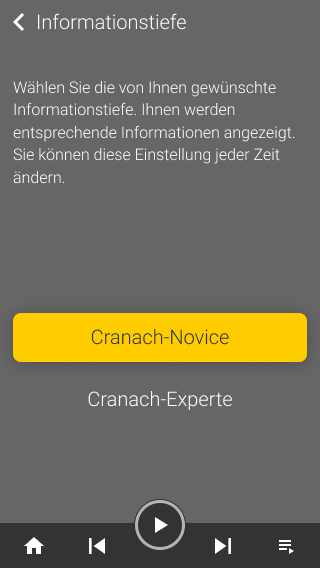 Informationstiefe
Wählen Sie die von Ihnen gewünschte
Informationstiefe. Ihnen werden
entsprechende Informationen angezeigt.
Sie können diese Einstellung jeder Zeit
ändern.
Cranach-Novice
Cranach-Experte